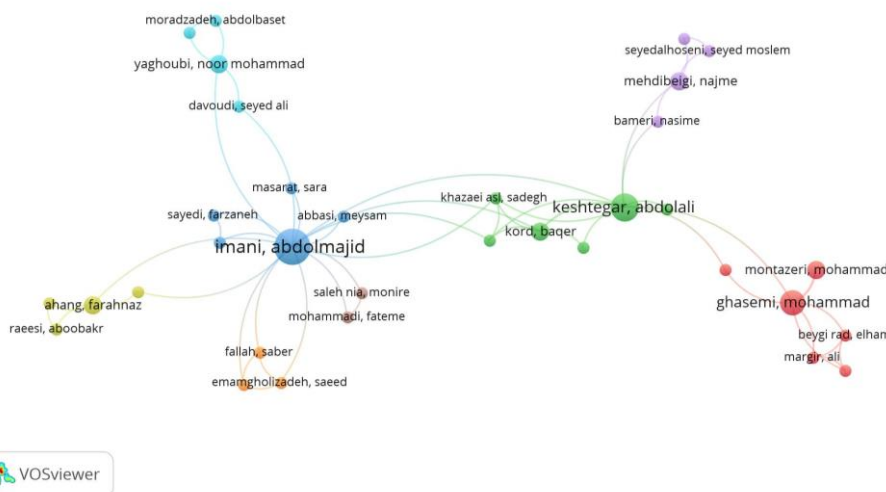 moradzadeh, abdolbaset
yaghoubi, noor mohammad
davoudi, seyed ali
seyedalhoseni, seyed moslem
mehdibeigi, najme
bameri, nasime
masarat, sara
sayedi, farzaneh
abbasi, meysam
imani, abdolmajid
khazaei asl, sadegh
keshtegar, abdolali
kord, baqer
montazeri, mohammad
ghasemi, mohammad
beygi rad, elham
margir, ali
saleh nia, monire
mohammadi, fateme
ahang, farahnaz
raeesi, aboobakr
fallah, saber
emamgholizadeh, saeed
VOSviewer